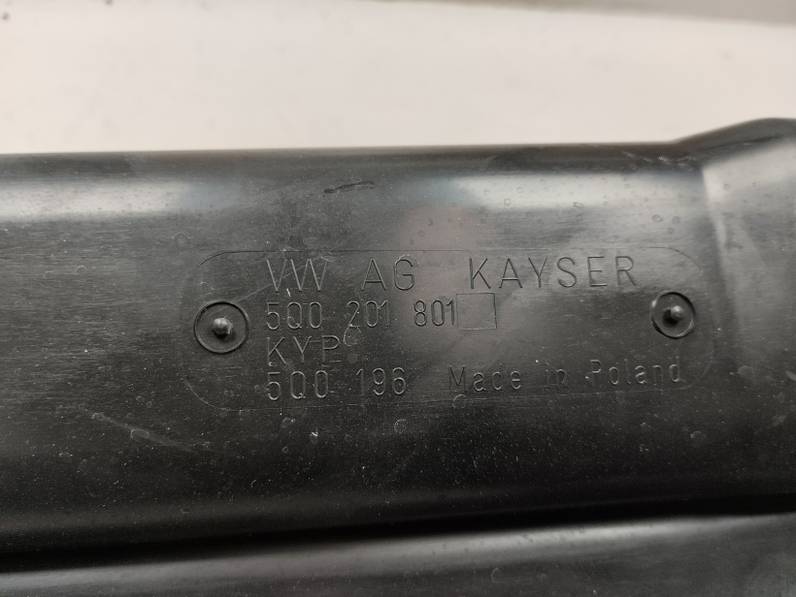 VW AG KAYSER
5Q0 201 801
KYP
5Q0 196 Made in Poland